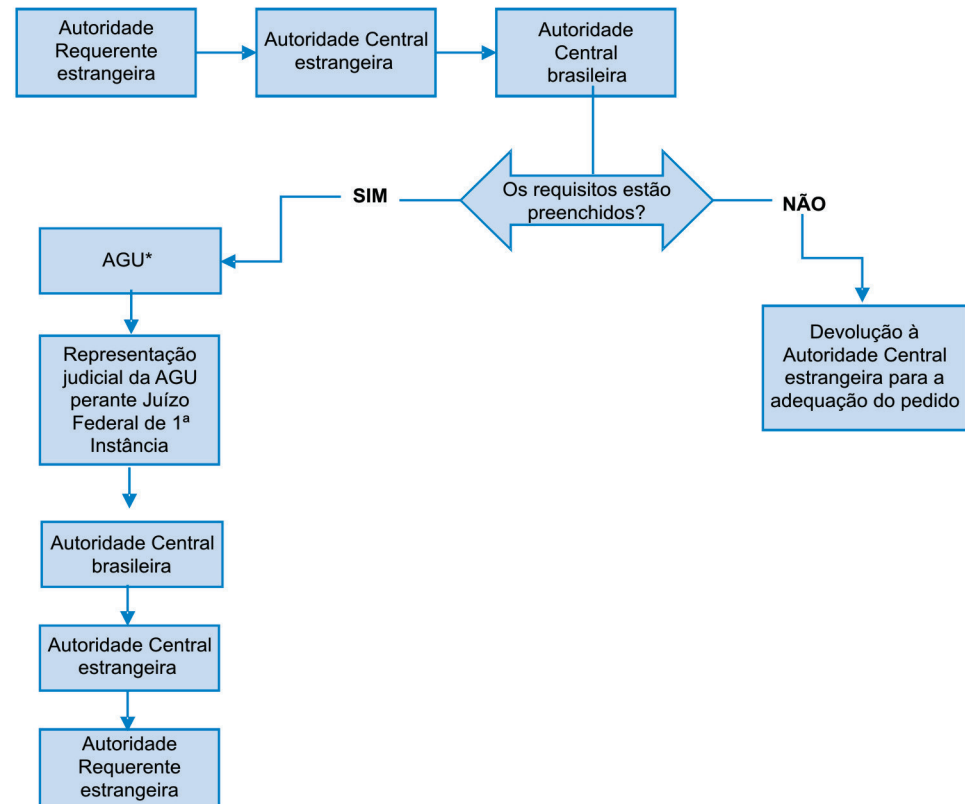 Autoridade
Requerente
estrangeira
Autoridade Central
estrangeira
Autoridade
Central
brasileira
Os requisitos estão
preenchidos?
SIM
NÃO
AGU*
Devolução à
Autoridade Central
estrangeira para a
adequação do pedido
Representação
judicial da AGU
perante Juízo
Federal de 1ª
Instância
Autoridade Central
brasileira
Autoridade Central
estrangeira
Autoridade
Requerente
estrangeira